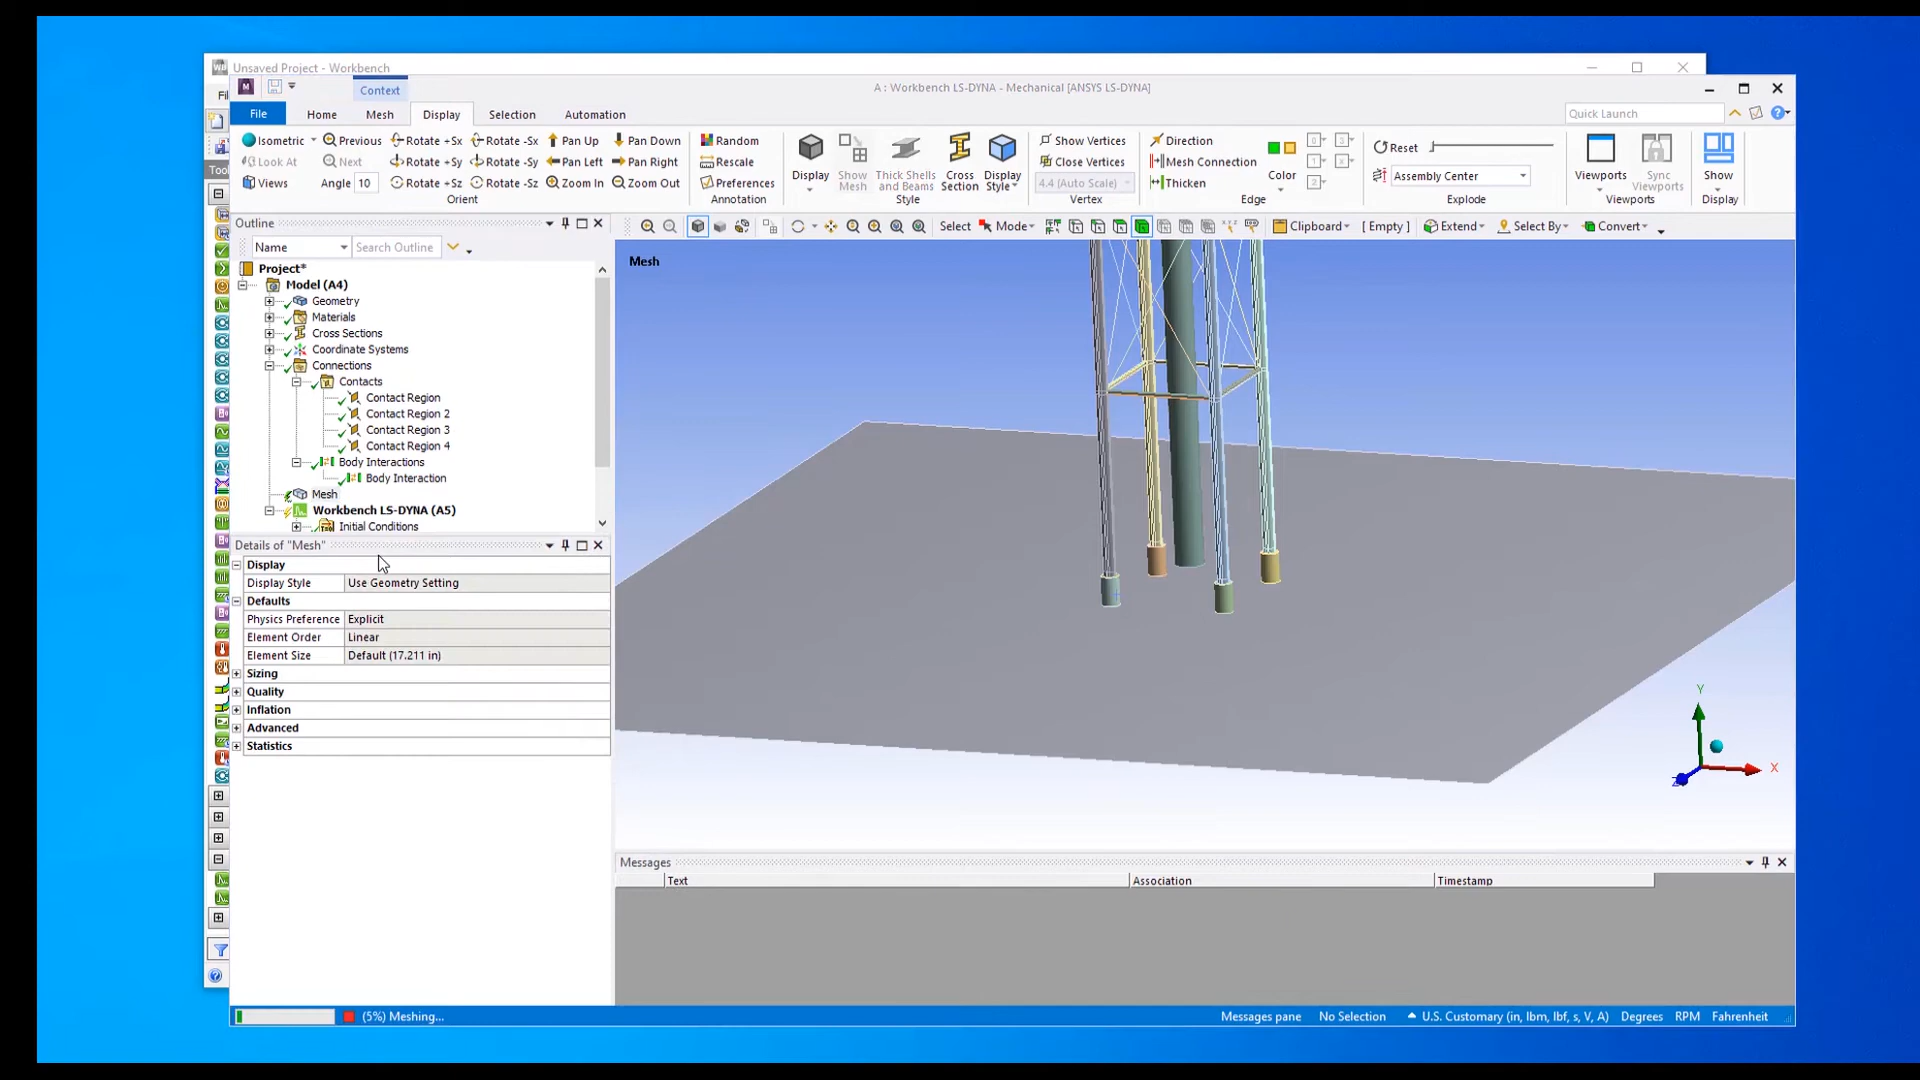 Unsaved Project - Workbench
Context
A : Workbench LS-DYNA - Mechanical [ANSYS LS-DYNA]
File Home Mesh Display Selection Automation
Quick Launch
Isometric Previous Rotate +Sx Rotate -Sx Pan Up Pan Down
Look At Next Rotate +Sy Rotate -Sy Pan Left Pan Right
Views Angle 10 Rotate +Sz Rotate -Sz Zoom In Zoom Out
Orient
Random
Rescale
Preferences
Annotation
Display
Show Mesh
Thick Shells and Beams
Cross Section
Display Style
Style
Show Vertices
Close Vertices
4.4 (Auto Scale)
Vertex
Direction
Mesh Connection
Thicken
Color
Edge
Reset
Assembly Center
Explode
Viewports
Sync Viewports
Viewports
Show
Display
Outline
Select Mode Clipboard [ Empty ] Extend Select By Convert
Name Search Outline
Project*
Model (A4)
Geometry
Materials
Cross Sections
Coordinate Systems
Connections
Contacts
Contact Region
Contact Region 2
Contact Region 3
Contact Region 4
Body Interactions
Body Interaction
Mesh
Workbench LS-DYNA (A5)
Initial Conditions
Details of "Mesh"
Display
Display Style Use Geometry Setting
Defaults
Physics Preference Explicit
Element Order Linear
Element Size Default (17.211 in)
Sizing
Quality
Inflation
Advanced
Statistics
Mesh
Y
X
Z
Messages
Text Association Timestamp
(5%) Meshing...
Messages pane No Selection U.S. Customary (in, lbm, lbf, s, V, A) Degrees RPM Fahrenheit